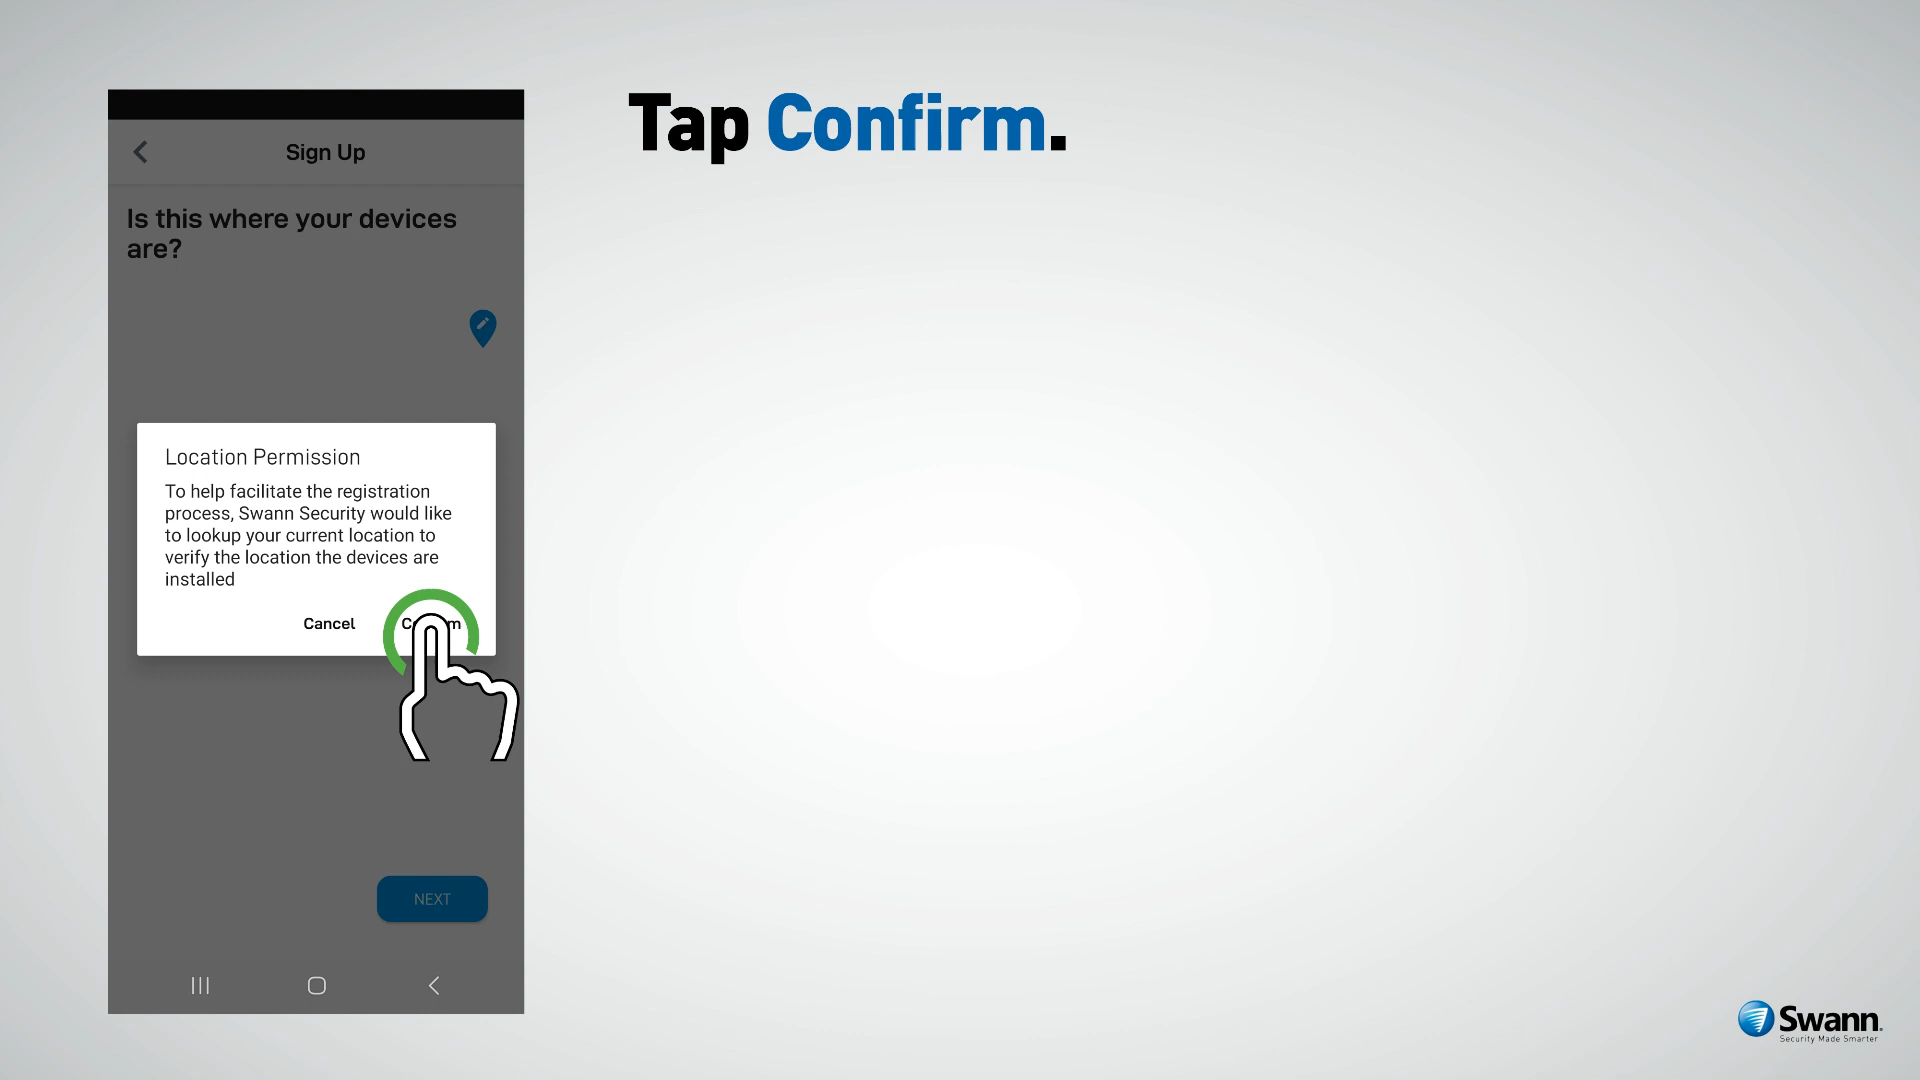 Tap Confirm.
Sign Up
Is this where your devices
are?
Location Permission
To help facilitate the registration
process, Swann Security would like
to lookup your current location to
verify the location the devices are
installed
Cancel
NEXT
Swann
Security Made Smarter